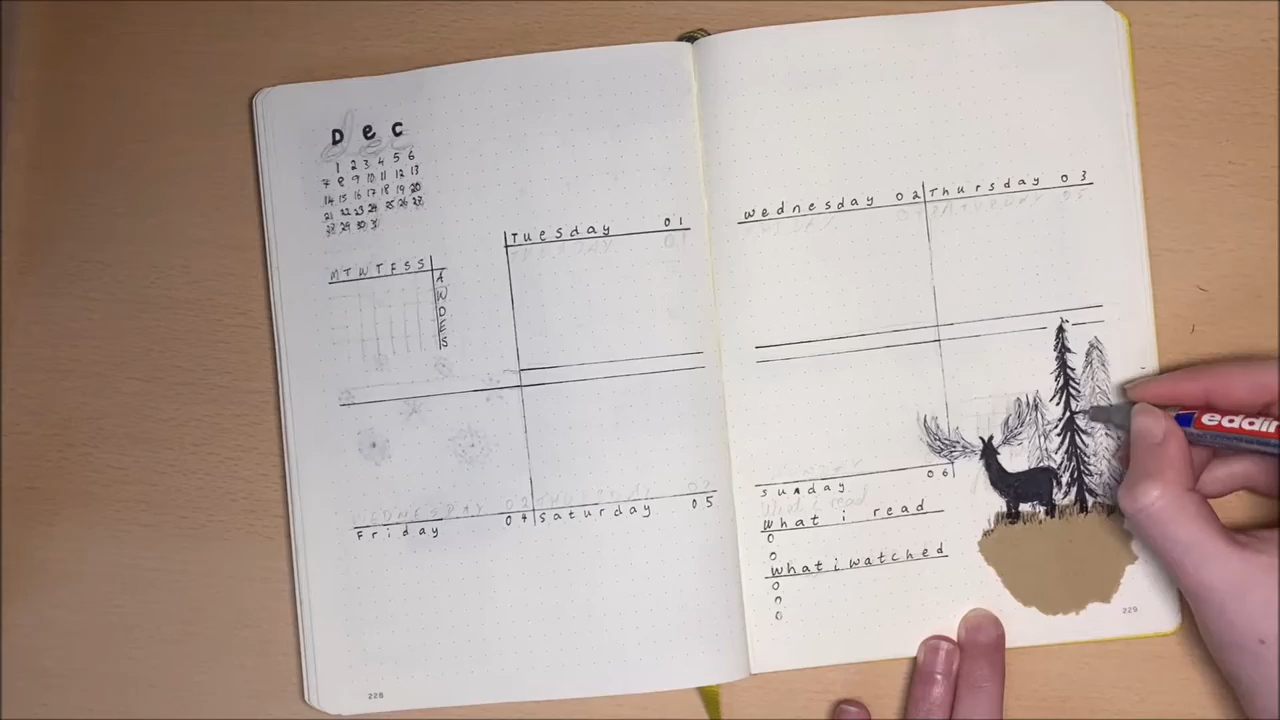 Dec
1 2 3 4 5 6
7 8 9 10 11 12 13
14 15 16 17 18 19 20
21 22 23 24 25 26 27
29 30 31
M T W T F S S
A
W
D
E
S
Tuesday 01
Friday 04
Saturday 05
228
Wednesday 02
Thursday 03
Sunday 06
What i read
What i watched
229
eddin